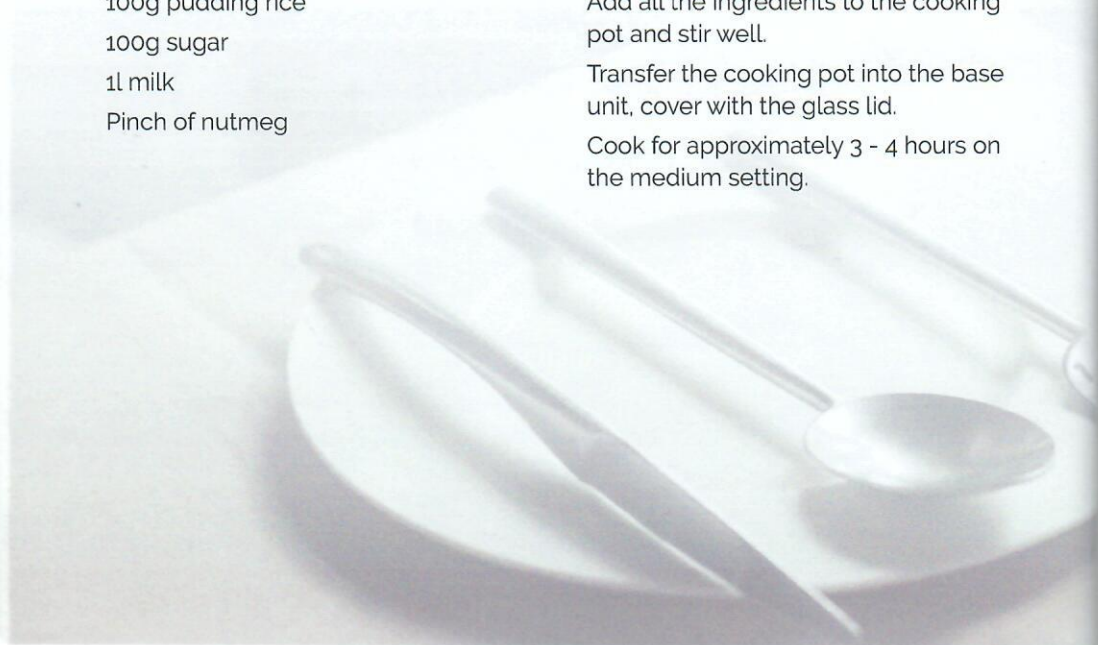 100g pudding rice
100g sugar
1l milk
Pinch of nutmeg
Add all the ingredients to the cooking
pot and stir well.
Transfer the cooking pot into the base
unit, cover with the glass lid.
Cook for approximately 3 - 4 hours on
the medium setting.